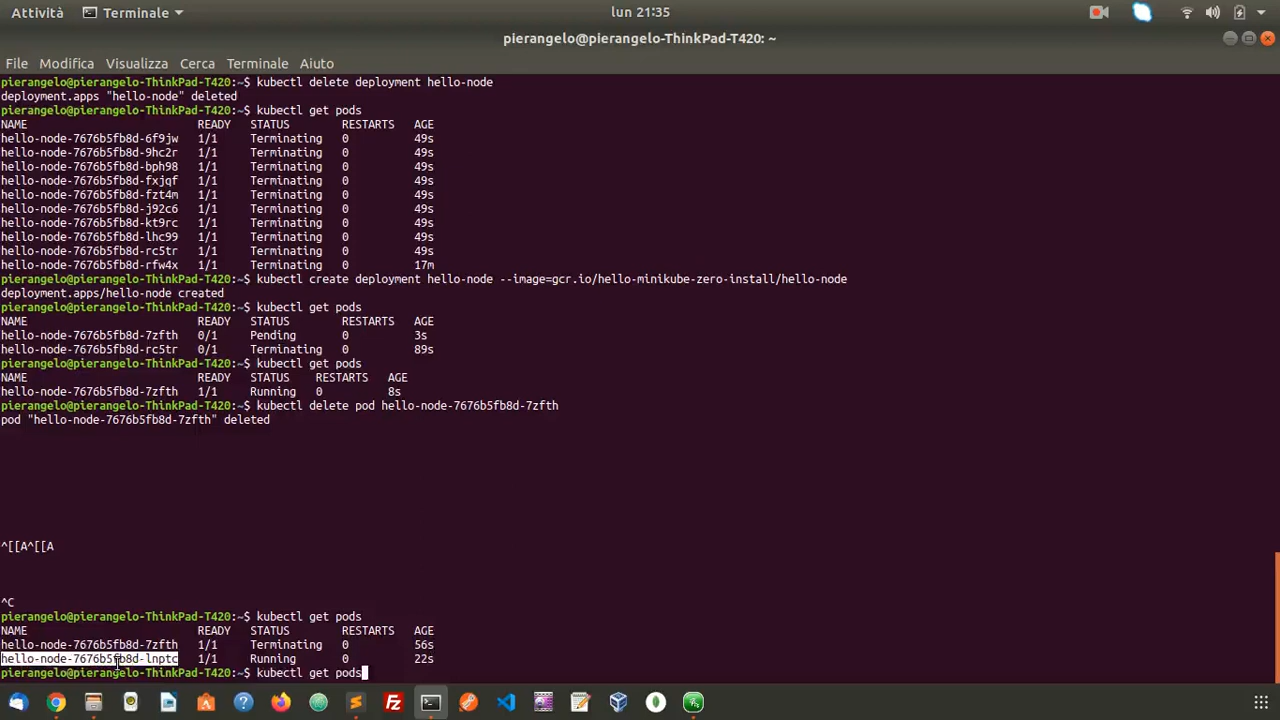 Attività Terminale lun 21:35
pierangelo@pierangelo-ThinkPad-T420: ~
File Modifica Visualizza Cerca Terminale Aiuto
pierangelo@pierangelo-ThinkPad-T420:~$ kubectl delete deployment hello-node
deployment.apps "hello-node" deleted
pierangelo@pierangelo-ThinkPad-T420:~$ kubectl get pods
NAME READY STATUS RESTARTS AGE
hello-node-7676b5fb8d-6f9jw 1/1 Terminating 0 49s
hello-node-7676b5fb8d-9hc2r 1/1 Terminating 0 49s
hello-node-7676b5fb8d-bph98 1/1 Terminating 0 49s
hello-node-7676b5fb8d-fxjqf 1/1 Terminating 0 49s
hello-node-7676b5fb8d-fzt4m 1/1 Terminating 0 49s
hello-node-7676b5fb8d-j92c6 1/1 Terminating 0 49s
hello-node-7676b5fb8d-kt9rc 1/1 Terminating 0 49s
hello-node-7676b5fb8d-lhc99 1/1 Terminating 0 49s
hello-node-7676b5fb8d-rc5tr 1/1 Terminating 0 49s
hello-node-7676b5fb8d-rfw4x 1/1 Terminating 0 17m
pierangelo@pierangelo-ThinkPad-T420:~$ kubectl create deployment hello-node --image=gcr.io/hello-minikube-zero-install/hello-node
deployment.apps/hello-node created
pierangelo@pierangelo-ThinkPad-T420:~$ kubectl get pods
NAME READY STATUS RESTARTS AGE
hello-node-7676b5fb8d-7zfth 0/1 Pending 0 3s
hello-node-7676b5fb8d-rc5tr 0/1 Terminating 0 89s
pierangelo@pierangelo-ThinkPad-T420:~$ kubectl get pods
NAME READY STATUS RESTARTS AGE
hello-node-7676b5fb8d-7zfth 1/1 Running 0 8s
pierangelo@pierangelo-ThinkPad-T420:~$ kubectl delete pod hello-node-7676b5fb8d-7zfth
pod "hello-node-7676b5fb8d-7zfth" deleted
^[[A^[[A
^C
pierangelo@pierangelo-ThinkPad-T420:~$ kubectl get pods
NAME READY STATUS RESTARTS AGE
hello-node-7676b5fb8d-7zfth 1/1 Terminating 0 56s
hello-node-7676b5fb8d-lnptc 1/1 Running 0 22s
pierangelo@pierangelo-ThinkPad-T420:~$ kubectl get pods